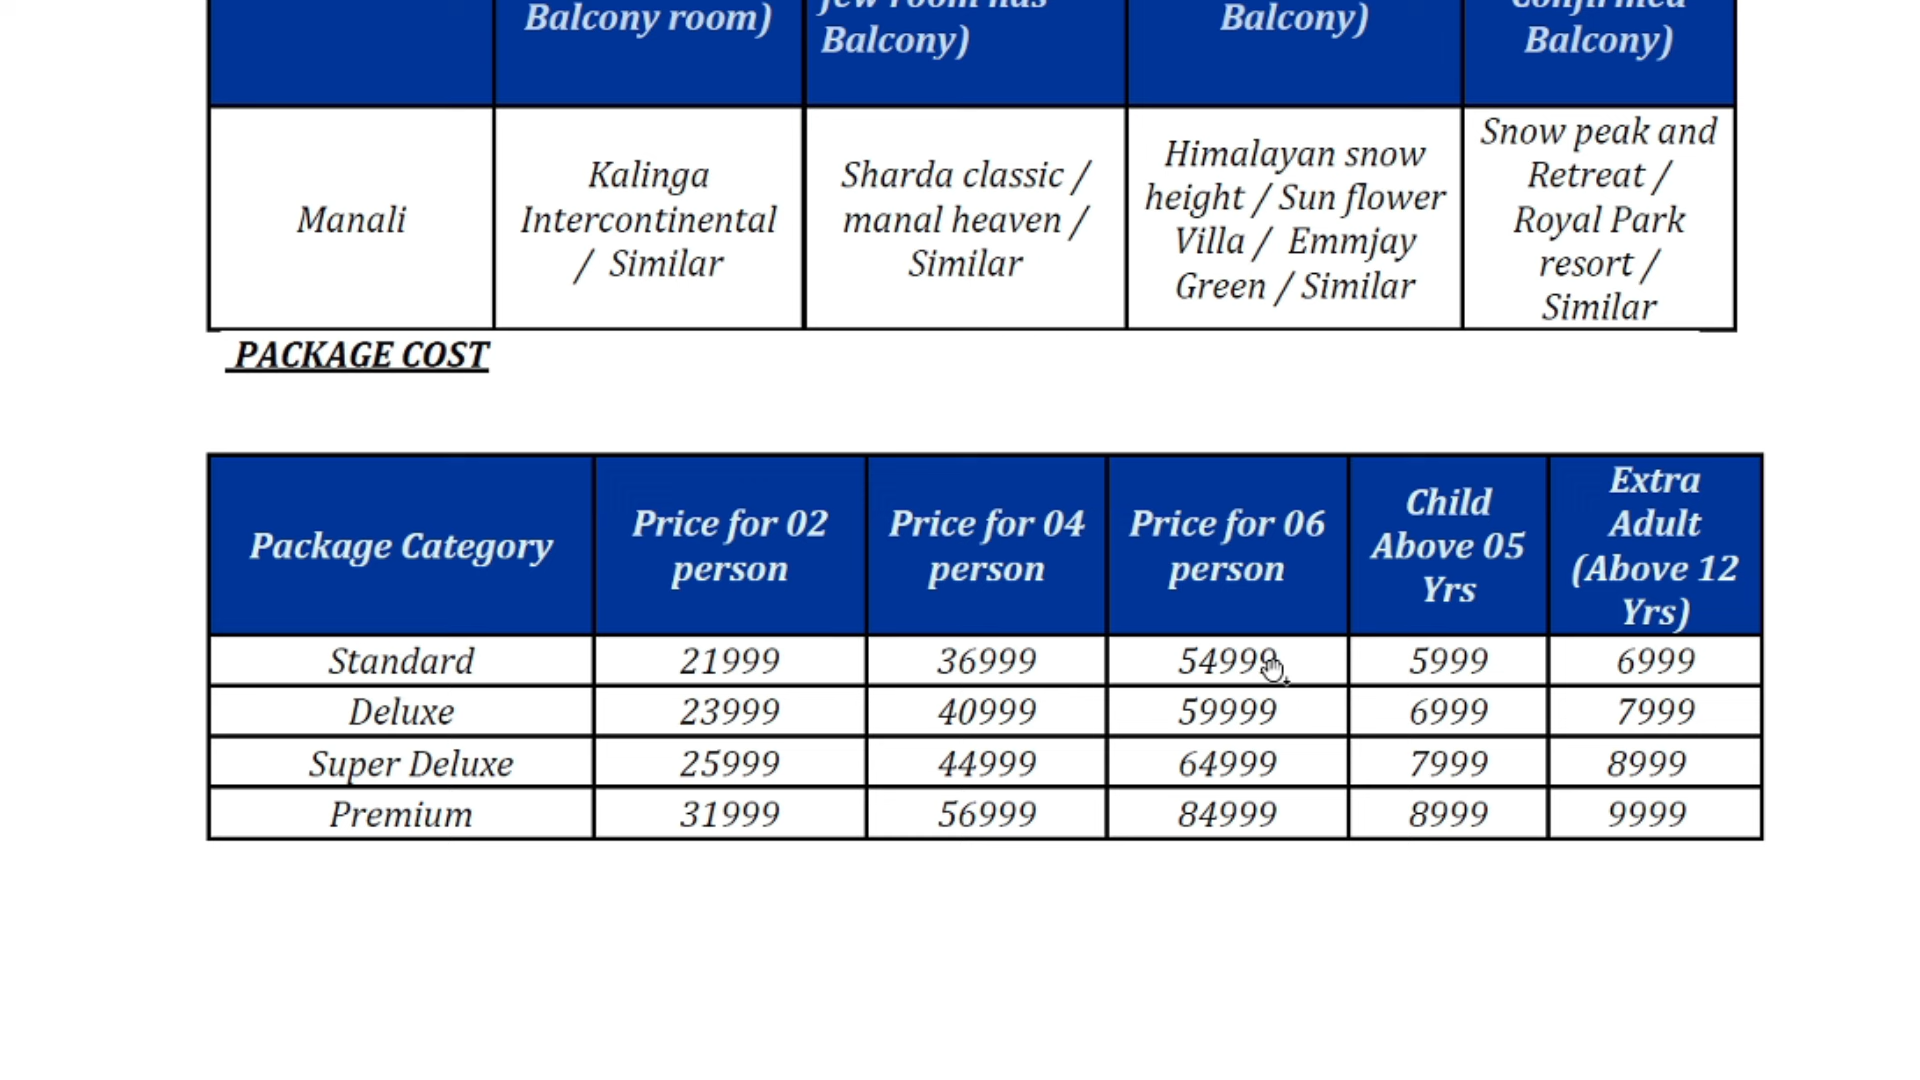 Balcony room)
few room has
Balcony)
Balcony)
Confirmed
Balcony)
Manali
Kalinga
Intercontinental
/ Similar
Sharda classic /
manal heaven /
Similar
Himalayan snow
height / Sun flower
Villa / Emmjay
Green / Similar
Snow peak and
Retreat /
Royal Park
resort /
Similar
PACKAGE COST
Package Category
Price for 02
person
Price for 04
person
Price for 06
person
Child
Above 05
Yrs
Extra
Adult
(Above 12
Yrs)
Standard 21999 36999 54999 5999 6999
Deluxe 23999 40999 59999 6999 7999
Super Deluxe 25999 44999 64999 7999 8999
Premium 31999 56999 84999 8999 9999